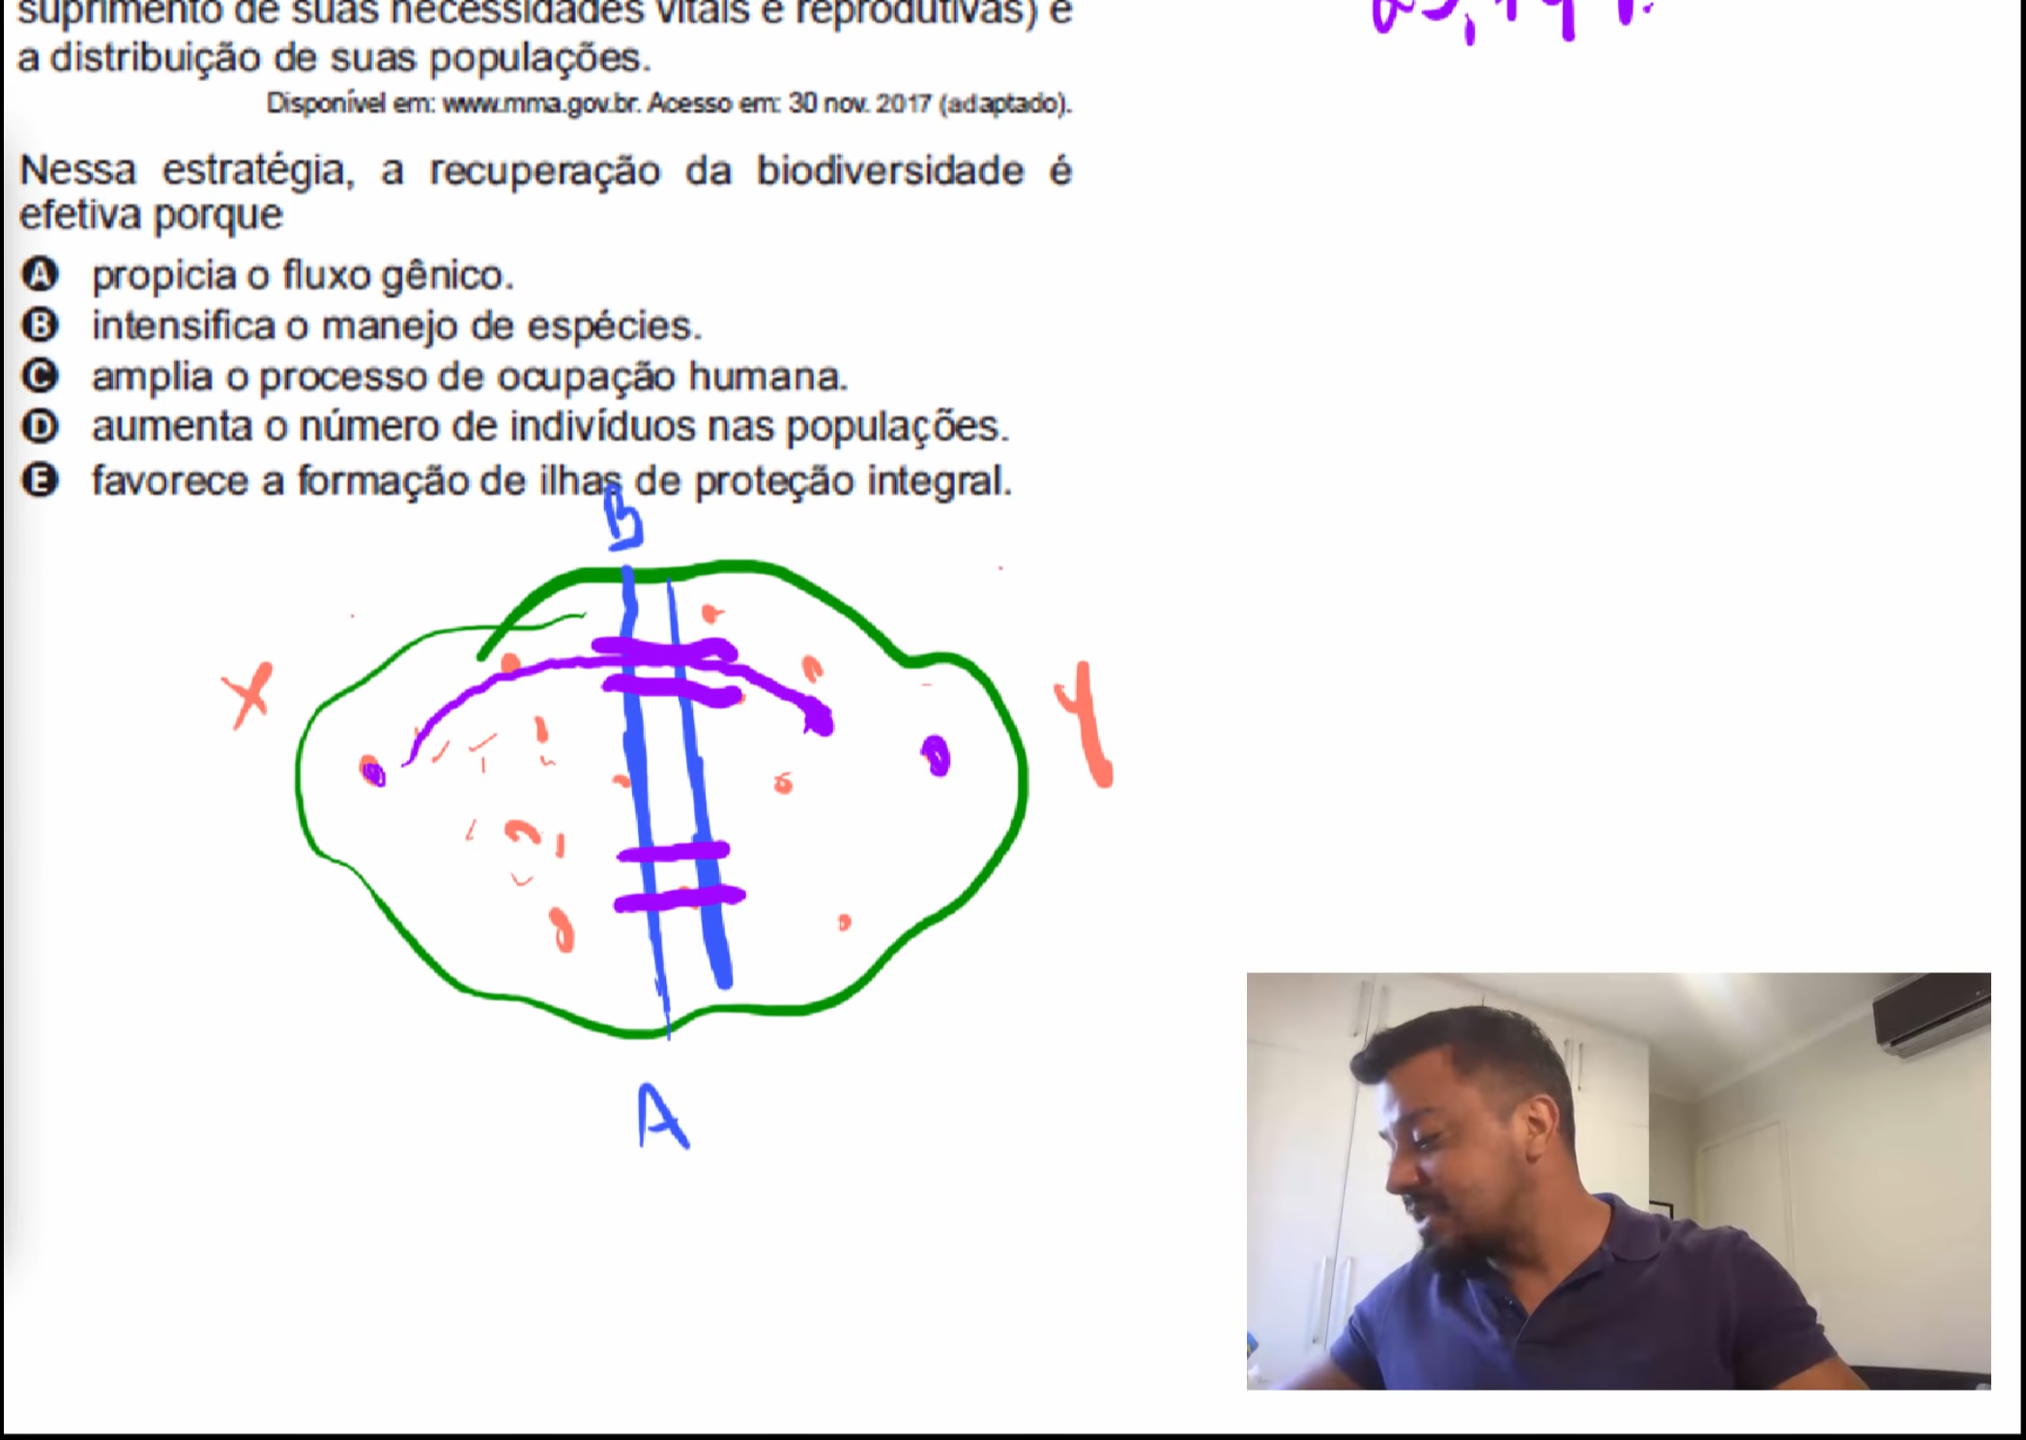 suprimento de suas necessidades vitais e reprodutivas) e
a distribuição de suas populações.
Disponível em: www.mma.gov.br. Acesso em: 30 nov. 2017 (adaptado).
Nessa estratégia, a recuperação da biodiversidade é
efetiva porque
A propicia o fluxo gênico.
B intensifica o manejo de espécies.
C amplia o processo de ocupação humana.
D aumenta o número de indivíduos nas populações.
E favorece a formação de ilhas de proteção integral.
B
X
Y
A